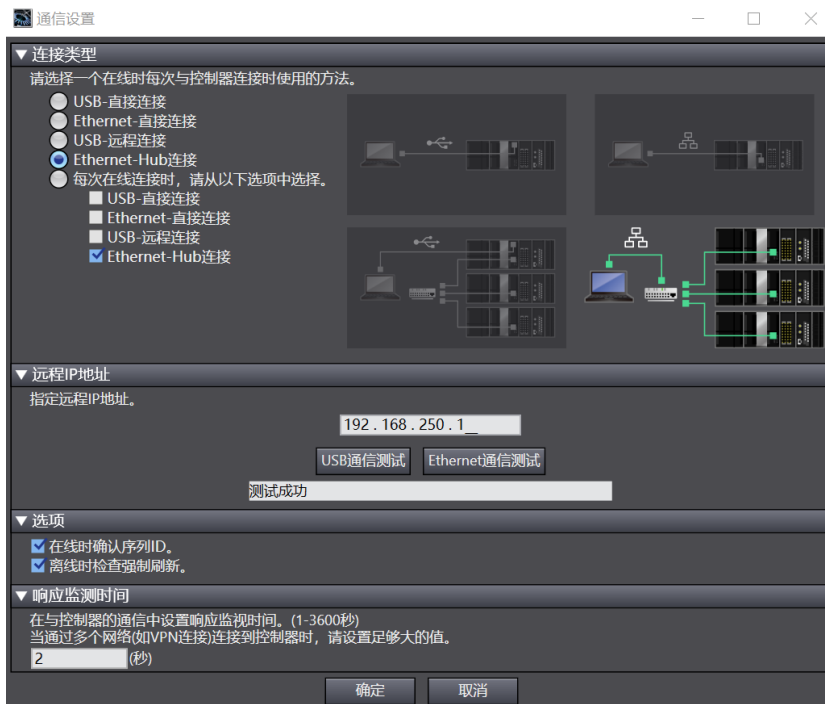 通信设置
▼连接类型
请选择一个在线时每次与控制器连接时使用的方法。
USB-直接连接
Ethernet-直接连接
USB-远程连接
Ethernet-Hub连接
每次在线连接时，请从以下选项中选择。
USB-直接连接
Ethernet-直接连接
USB-远程连接
Ethernet-Hub连接
▼远程IP地址
指定远程IP地址。
192.168.250.1__
USB通信测试 Ethernet通信测试
测试成功
▼选项
在线时确认序列ID。
离线时检查强制刷新。
▼响应监测时间
在与控制器的通信中设置响应监视时间。(1-3600秒)
当通过多个网络(如VPN连接)连接到控制器时，请设置足够大的值。
2 (秒)
确定 取消